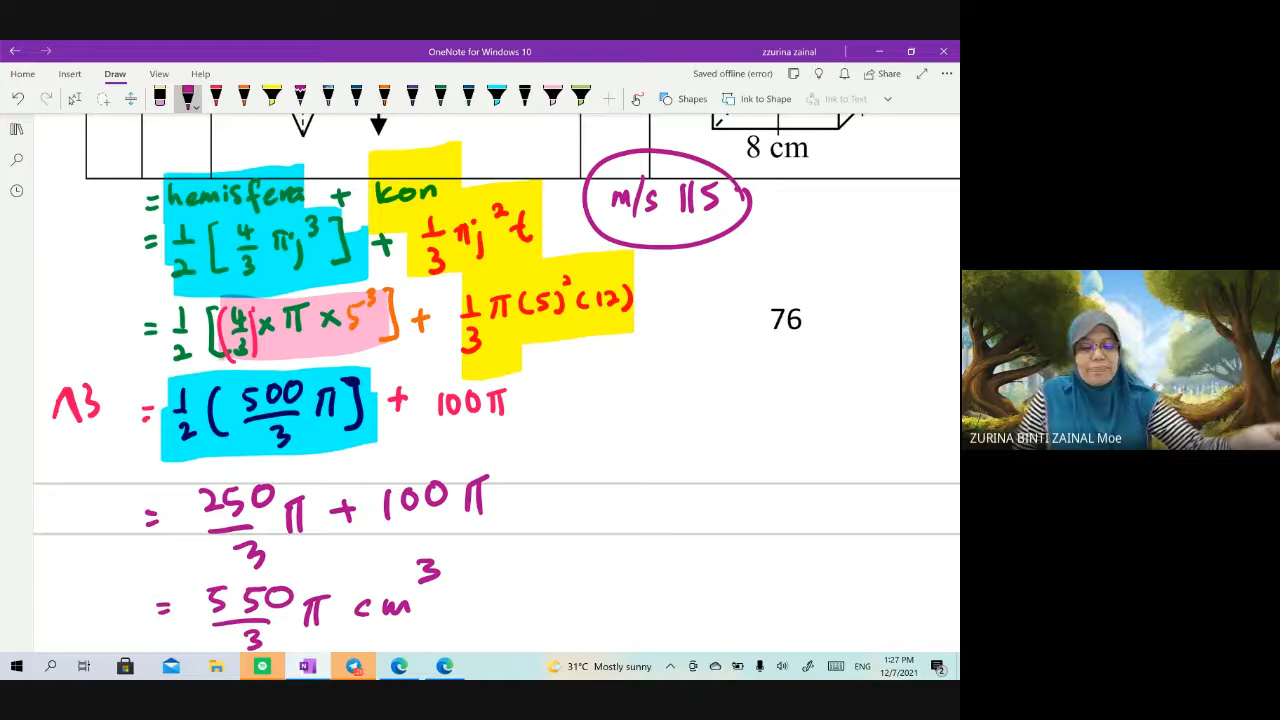 OneNote for Windows 10
zzurina zainal
Home Insert Draw View Help
Saved offline (error)
Share
Shapes
Ink to Shape
Ink to Text
8 cm
= hemisfera + kon
m/s 115
= 1/2 [4/3 πj³] + 1/3 πj²t
= 1/2 [(4/3) × π × 5³] + 1/3 π(5)²(12)
76
= 1/2 (500/3 π] + 100π
= 250/3 π + 100π
= 550/3 π cm³
ZURINA BINTI ZAINAL Moe
31°C Mostly sunny
ENG
1:27 PM
12/7/2021
2